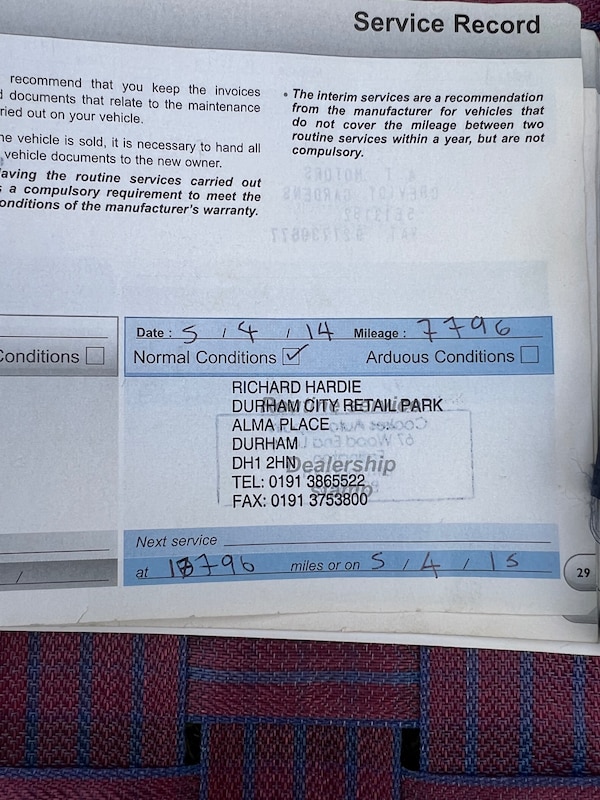 Service Record
recommend that you keep the invoices
documents that relate to the maintenance
ried out on your vehicle.
he vehicle is sold, it is necessary to hand all
vehicle documents to the new owner.
aving the routine services carried out
s a compulsory requirement to meet the
onditions of the manufacturer's warranty.
• The interim services are a recommendation
from the manufacturer for vehicles that
do not cover the mileage between two
routine services within a year, but are not
compulsory.
Conditions
/
Date : 5 / 4 / 14 Mileage : 7796
Normal Conditions ✓ Arduous Conditions
RICHARD HARDIE
DURHAM CITY RETAIL PARK
ALMA PLACE
DURHAM
DH1 2HN
Dealership
TEL: 0191 3865522
stamp
FAX: 0191 3753800
Next service
at 17796 miles or on 5 / 4 / 15
29